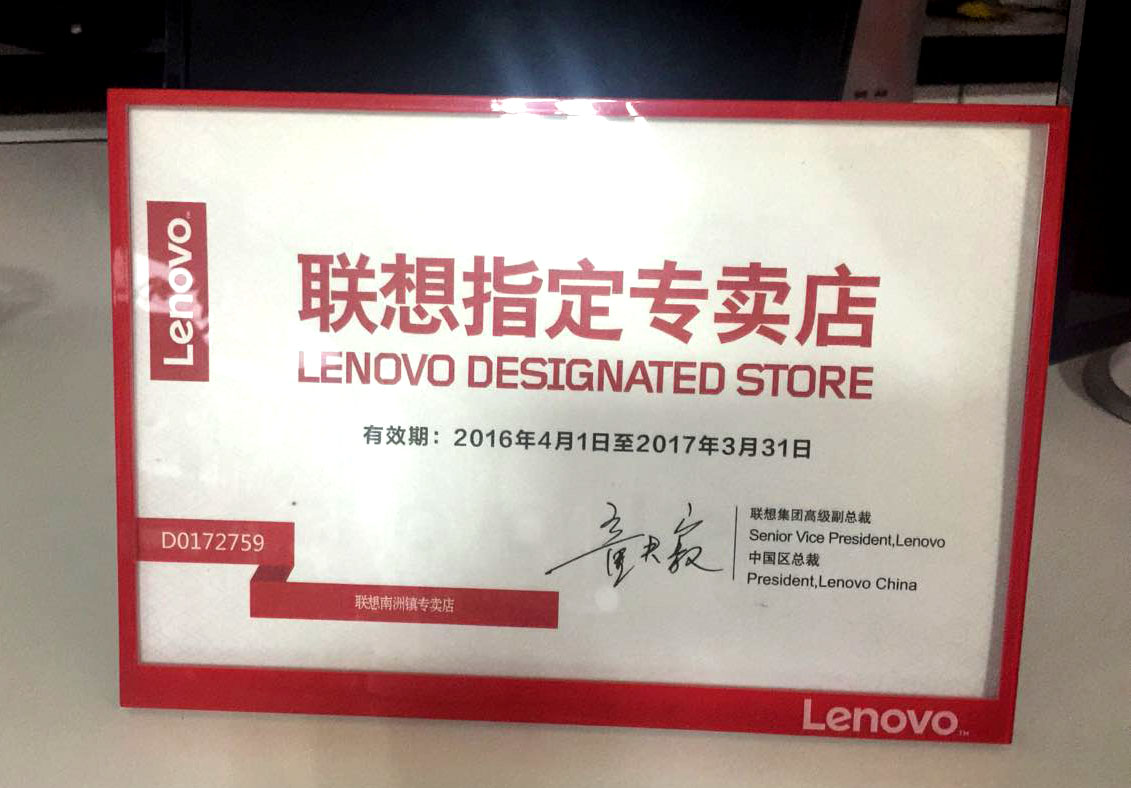 Lenovo
联想指定专卖店
LENOVO DESIGNATED STORE
有效期：2016年4月1日至2017年3月31日
D0172759
联想南洲镇专卖店
联想集团高级副总裁
Senior Vice President,Lenovo
中国区总裁
President,Lenovo China
Lenovo™